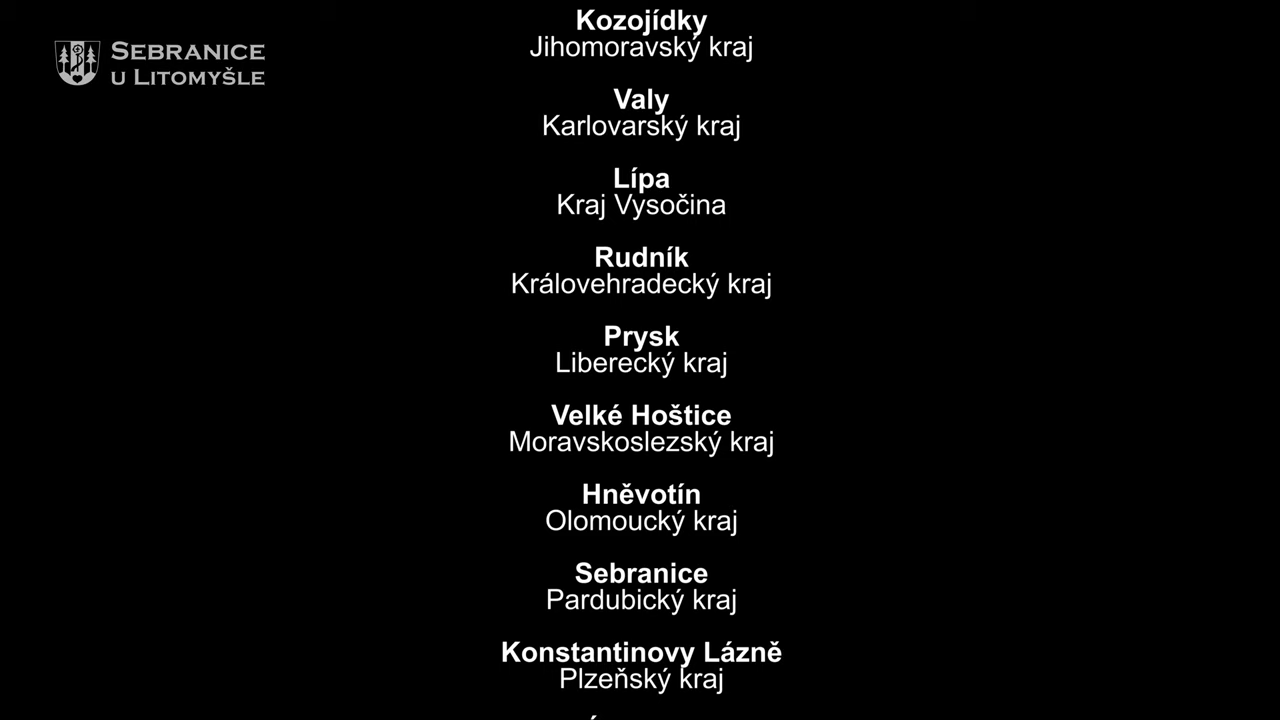 SEBRANICE
U LITOMYŠLE
Kozojídky
Jihomoravský kraj
Valy
Karlovarský kraj
Lípa
Kraj Vysočina
Rudník
Královehradecký kraj
Prysk
Liberecký kraj
Velké Hoštice
Moravskoslezský kraj
Hněvotín
Olomoucký kraj
Sebranice
Pardubický kraj
Konstantinovy Lázně
Plzeňský kraj